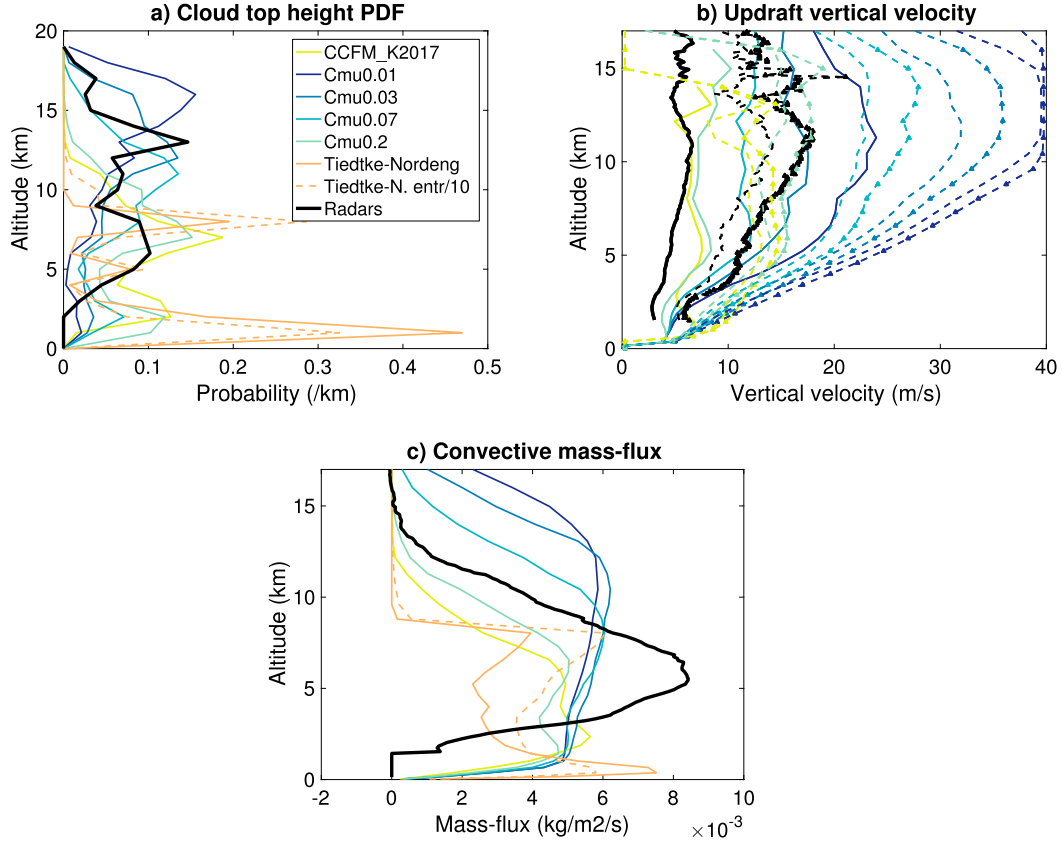 a) Cloud top height PDF
20
15
10
5
0
Altitude (km)
CCFM_K2017
Cmu0.01
Cmu0.03
Cmu0.07
Cmu0.2
Tiedtke-Nordeng
Tiedtke-N. entr/10
Radars
0 0.1 0.2 0.3 0.4 0.5
Probability (/km)
b) Updraft vertical velocity
15
10
5
0
Altitude (km)
0 10 20 30 40
Vertical velocity (m/s)
c) Convective mass-flux
15
10
5
0
Altitude (km)
-2 0 2 4 6 8 10
Mass-flux (kg/m2/s)
×10⁻³